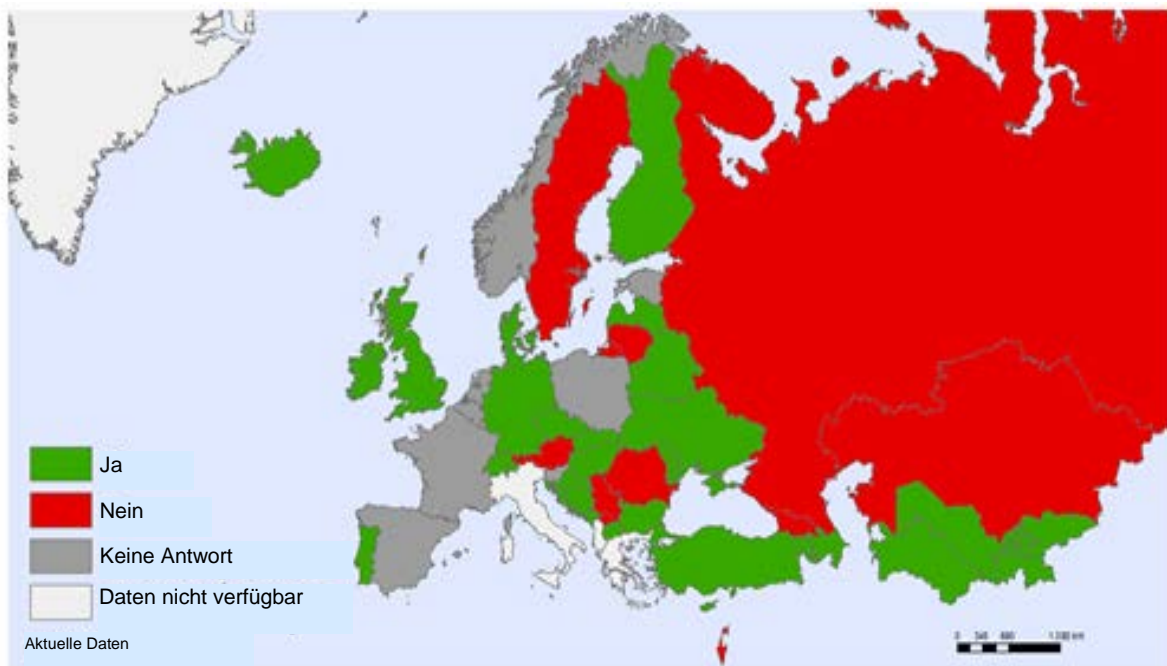 Ja
Nein
Keine Antwort
Daten nicht verfügbar
Aktuelle Daten